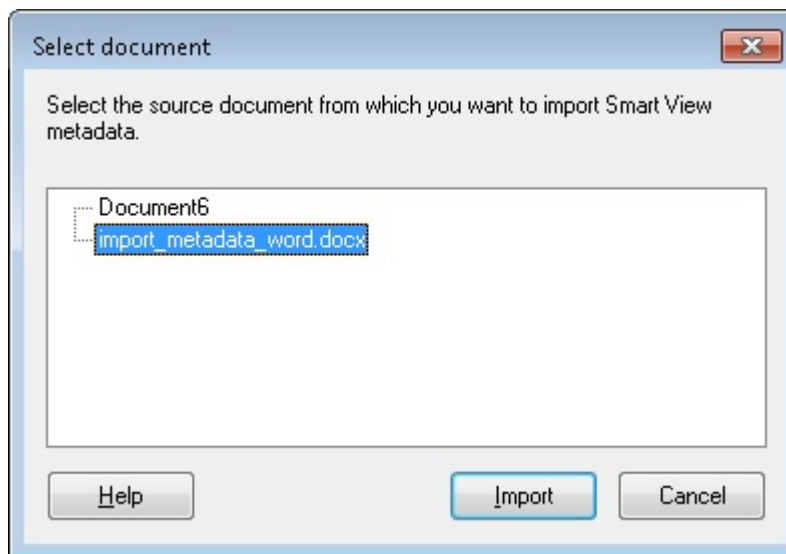 Select document
Select the source document from which you want to import Smart View
metadata.
Document6
import_metadata_word.docx
Help
Import
Cancel